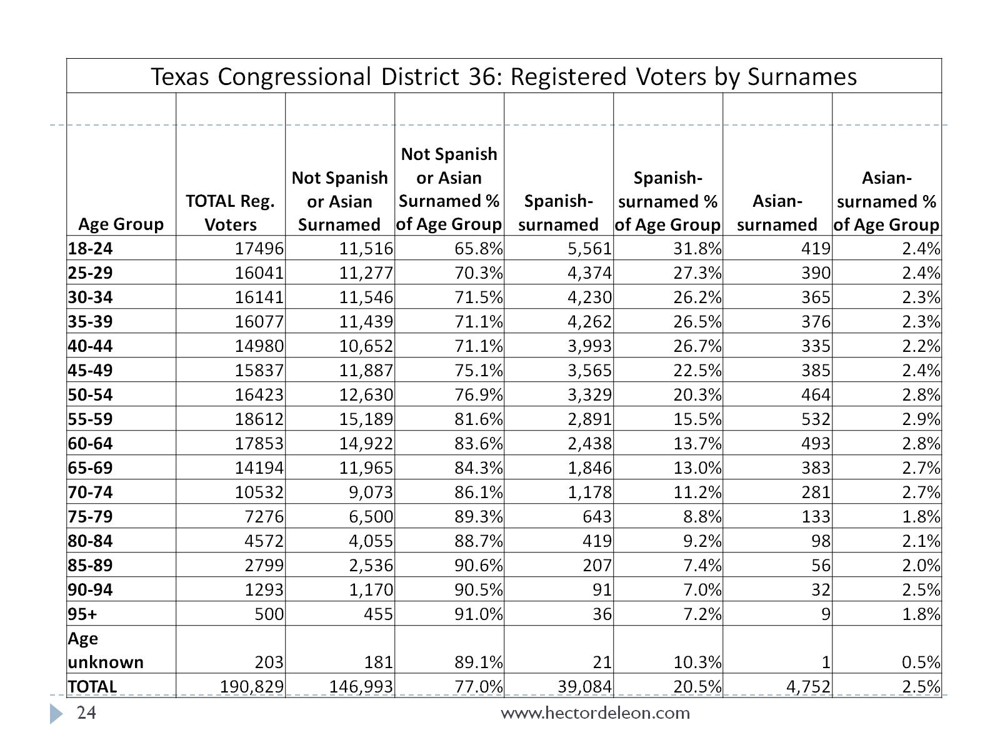 Texas Congressional District 36: Registered Voters by Surnames
Age Group TOTAL Reg. Voters Not Spanish or Asian Surnamed Not Spanish or Asian Surnamed % of Age Group Spanish-surnamed Spanish-surnamed % of Age Group Asian-surnamed Asian-surnamed % of Age Group
18-24 17496 11,516 65.8% 5,561 31.8% 419 2.4%
25-29 16041 11,277 70.3% 4,374 27.3% 390 2.4%
30-34 16141 11,546 71.5% 4,230 26.2% 365 2.3%
35-39 16077 11,439 71.1% 4,262 26.5% 376 2.3%
40-44 14980 10,652 71.1% 3,993 26.7% 335 2.2%
45-49 15837 11,887 75.1% 3,565 22.5% 385 2.4%
50-54 16423 12,630 76.9% 3,329 20.3% 464 2.8%
55-59 18612 15,189 81.6% 2,891 15.5% 532 2.9%
60-64 17853 14,922 83.6% 2,438 13.7% 493 2.8%
65-69 14194 11,965 84.3% 1,846 13.0% 383 2.7%
70-74 10532 9,073 86.1% 1,178 11.2% 281 2.7%
75-79 7276 6,500 89.3% 643 8.8% 133 1.8%
80-84 4572 4,055 88.7% 419 9.2% 98 2.1%
85-89 2799 2,536 90.6% 207 7.4% 56 2.0%
90-94 1293 1,170 90.5% 91 7.0% 32 2.5%
95+ 500 455 91.0% 36 7.2% 9 1.8%
Age
unknown 203 181 89.1% 21 10.3% 1 0.5%
TOTAL 190,829 146,993 77.0% 39,084 20.5% 4,752 2.5%
24 www.hectordeleon.com